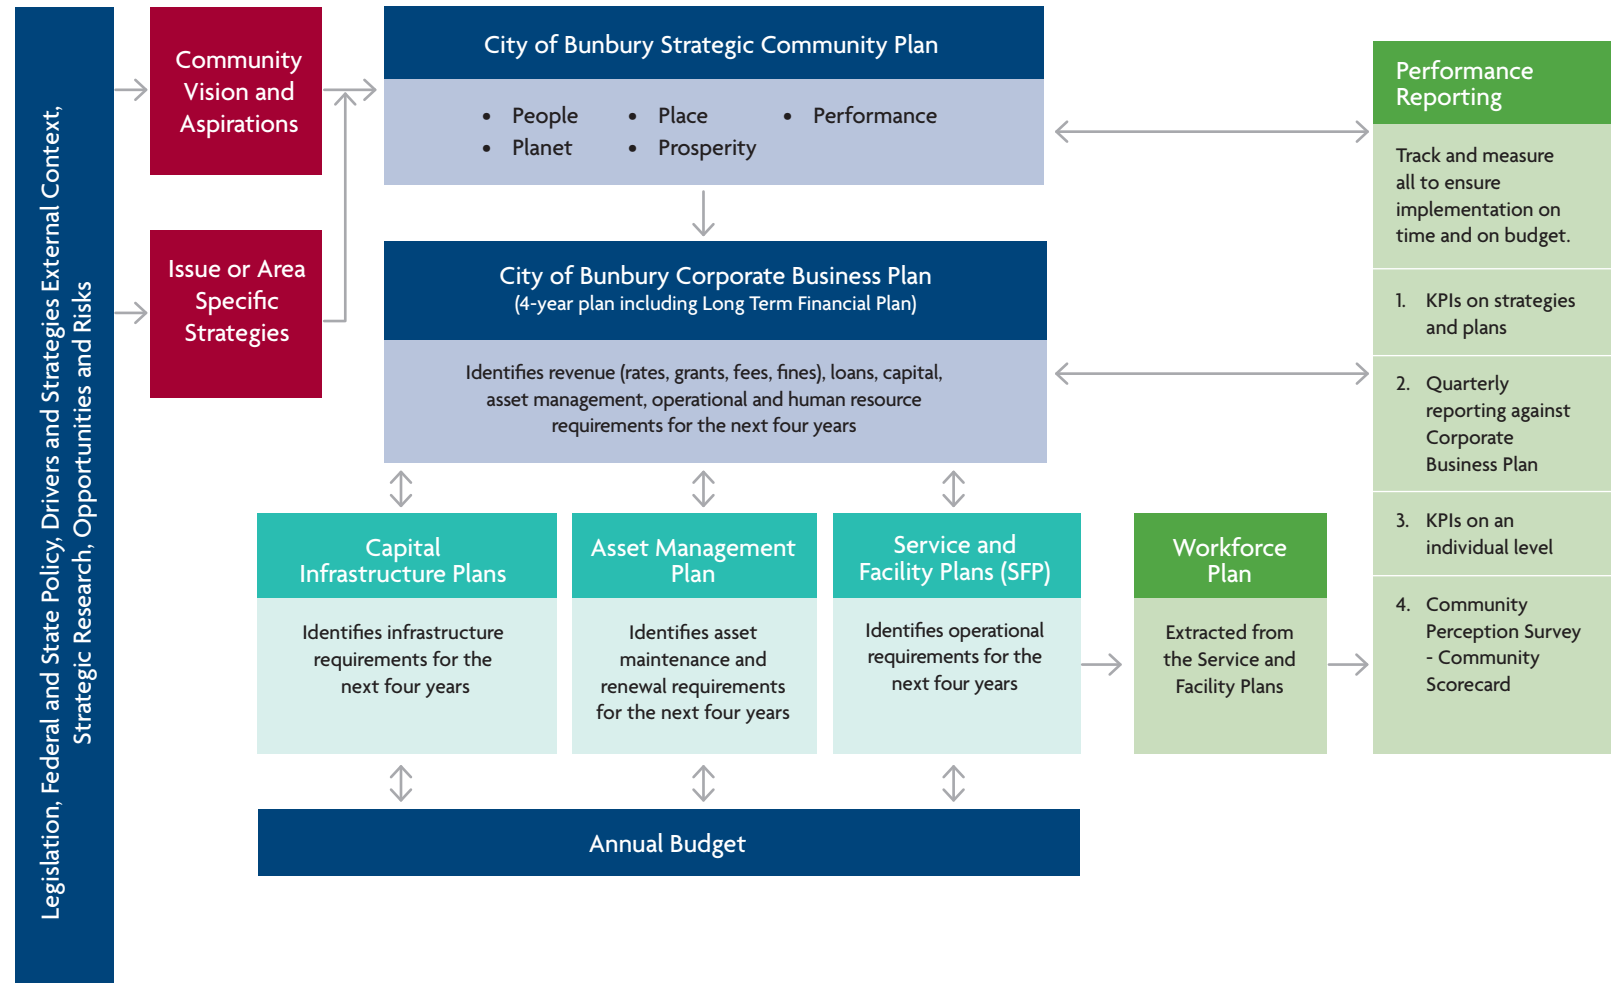 Legislation, Federal and State Policy, Drivers and Strategies External Context,
Strategic Research, Opportunities and Risks
Community
Vision and
Aspirations
Issue or Area
Specific
Strategies
City of Bunbury Strategic Community Plan
• People
• Planet
• Place
• Prosperity
• Performance
City of Bunbury Corporate Business Plan
(4-year plan including Long Term Financial Plan)
Identifies revenue (rates, grants, fees, fines), loans, capital,
asset management, operational and human resource
requirements for the next four years
Capital
Infrastructure Plans
Identifies infrastructure
requirements for the
next four years
Asset Management
Plan
Identifies asset
maintenance and
renewal requirements
for the next four years
Service and
Facility Plans (SFP)
Identifies operational
requirements for the
next four years
Workforce
Plan
Extracted from
the Service and
Facility Plans
Annual Budget
Performance
Reporting
Track and measure
all to ensure
implementation on
time and on budget.
1. KPIs on strategies
and plans
2. Quarterly
reporting against
Corporate
Business Plan
3. KPIs on an
individual level
4. Community
Perception Survey
- Community
Scorecard